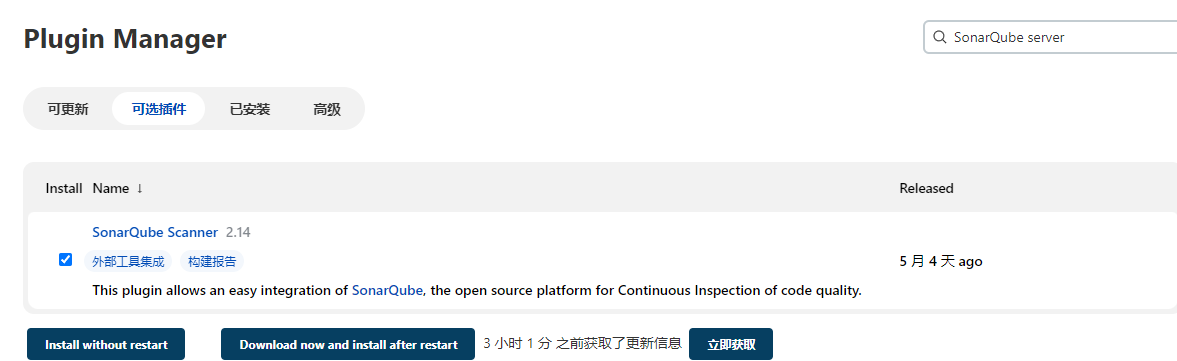 Plugin Manager
SonarQube server
可更新 可选插件 已安装 高级
Install Name ↓ Released
SonarQube Scanner 2.14
外部工具集成 构建报告
5 月 4 天 ago
This plugin allows an easy integration of SonarQube, the open source platform for Continuous Inspection of code quality.
Install without restart Download now and install after restart 3 小时 1 分 之前获取了更新信息 立即获取